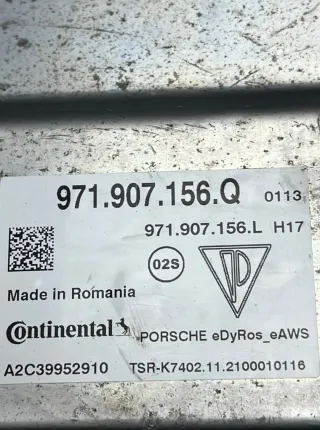 971.907.156.Q 0113
971.907.156.L H17
02S
Made in Romania
Continental PORSCHE eDyRos_eAWS
A2C39952910 TSR-K7402.11.2100010116